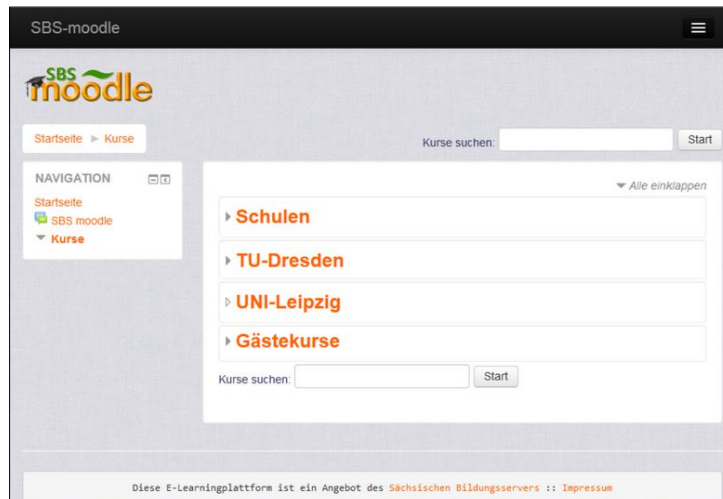 SBS-moodle
SBS
moodle
Startseite ▶ Kurse
Kurse suchen: Start
NAVIGATION
Startseite
SBS moodle
Kurse
Alle einklappen
Schulen
TU-Dresden
UNI-Leipzig
Gästekurse
Kurse suchen: Start
Diese E-Learningplattform ist ein Angebot des Sächsischen Bildungsservers :: Impressum